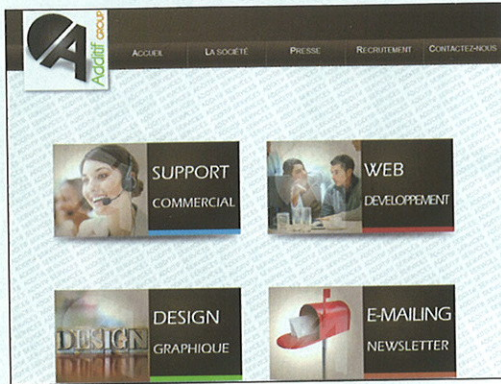 Additif GROUP
ACCUEIL LA SOCIÉTÉ PRESSE RECRUTEMENT CONTACTEZ-NOUS
SUPPORT
COMMERCIAL
WEB
DEVELOPPEMENT
DESIGN
DESIGN
GRAPHIQUE
E-MAILING
NEWSLETTER